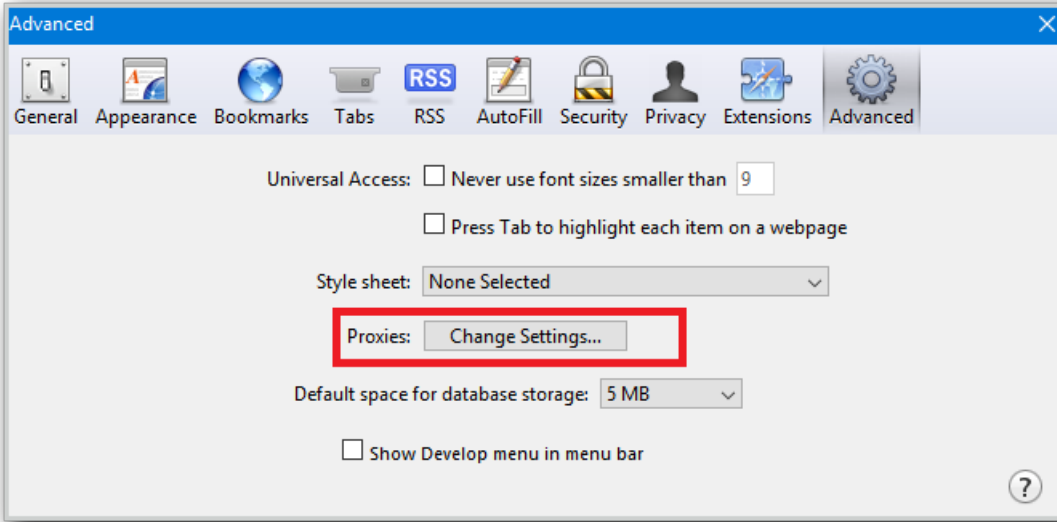 Advanced
RSS
General Appearance Bookmarks Tabs RSS AutoFill Security Privacy Extensions Advanced
Universal Access: Never use font sizes smaller than 9
Press Tab to highlight each item on a webpage
Style sheet: None Selected
Proxies: Change Settings...
Default space for database storage: 5 MB
Show Develop menu in menu bar
?